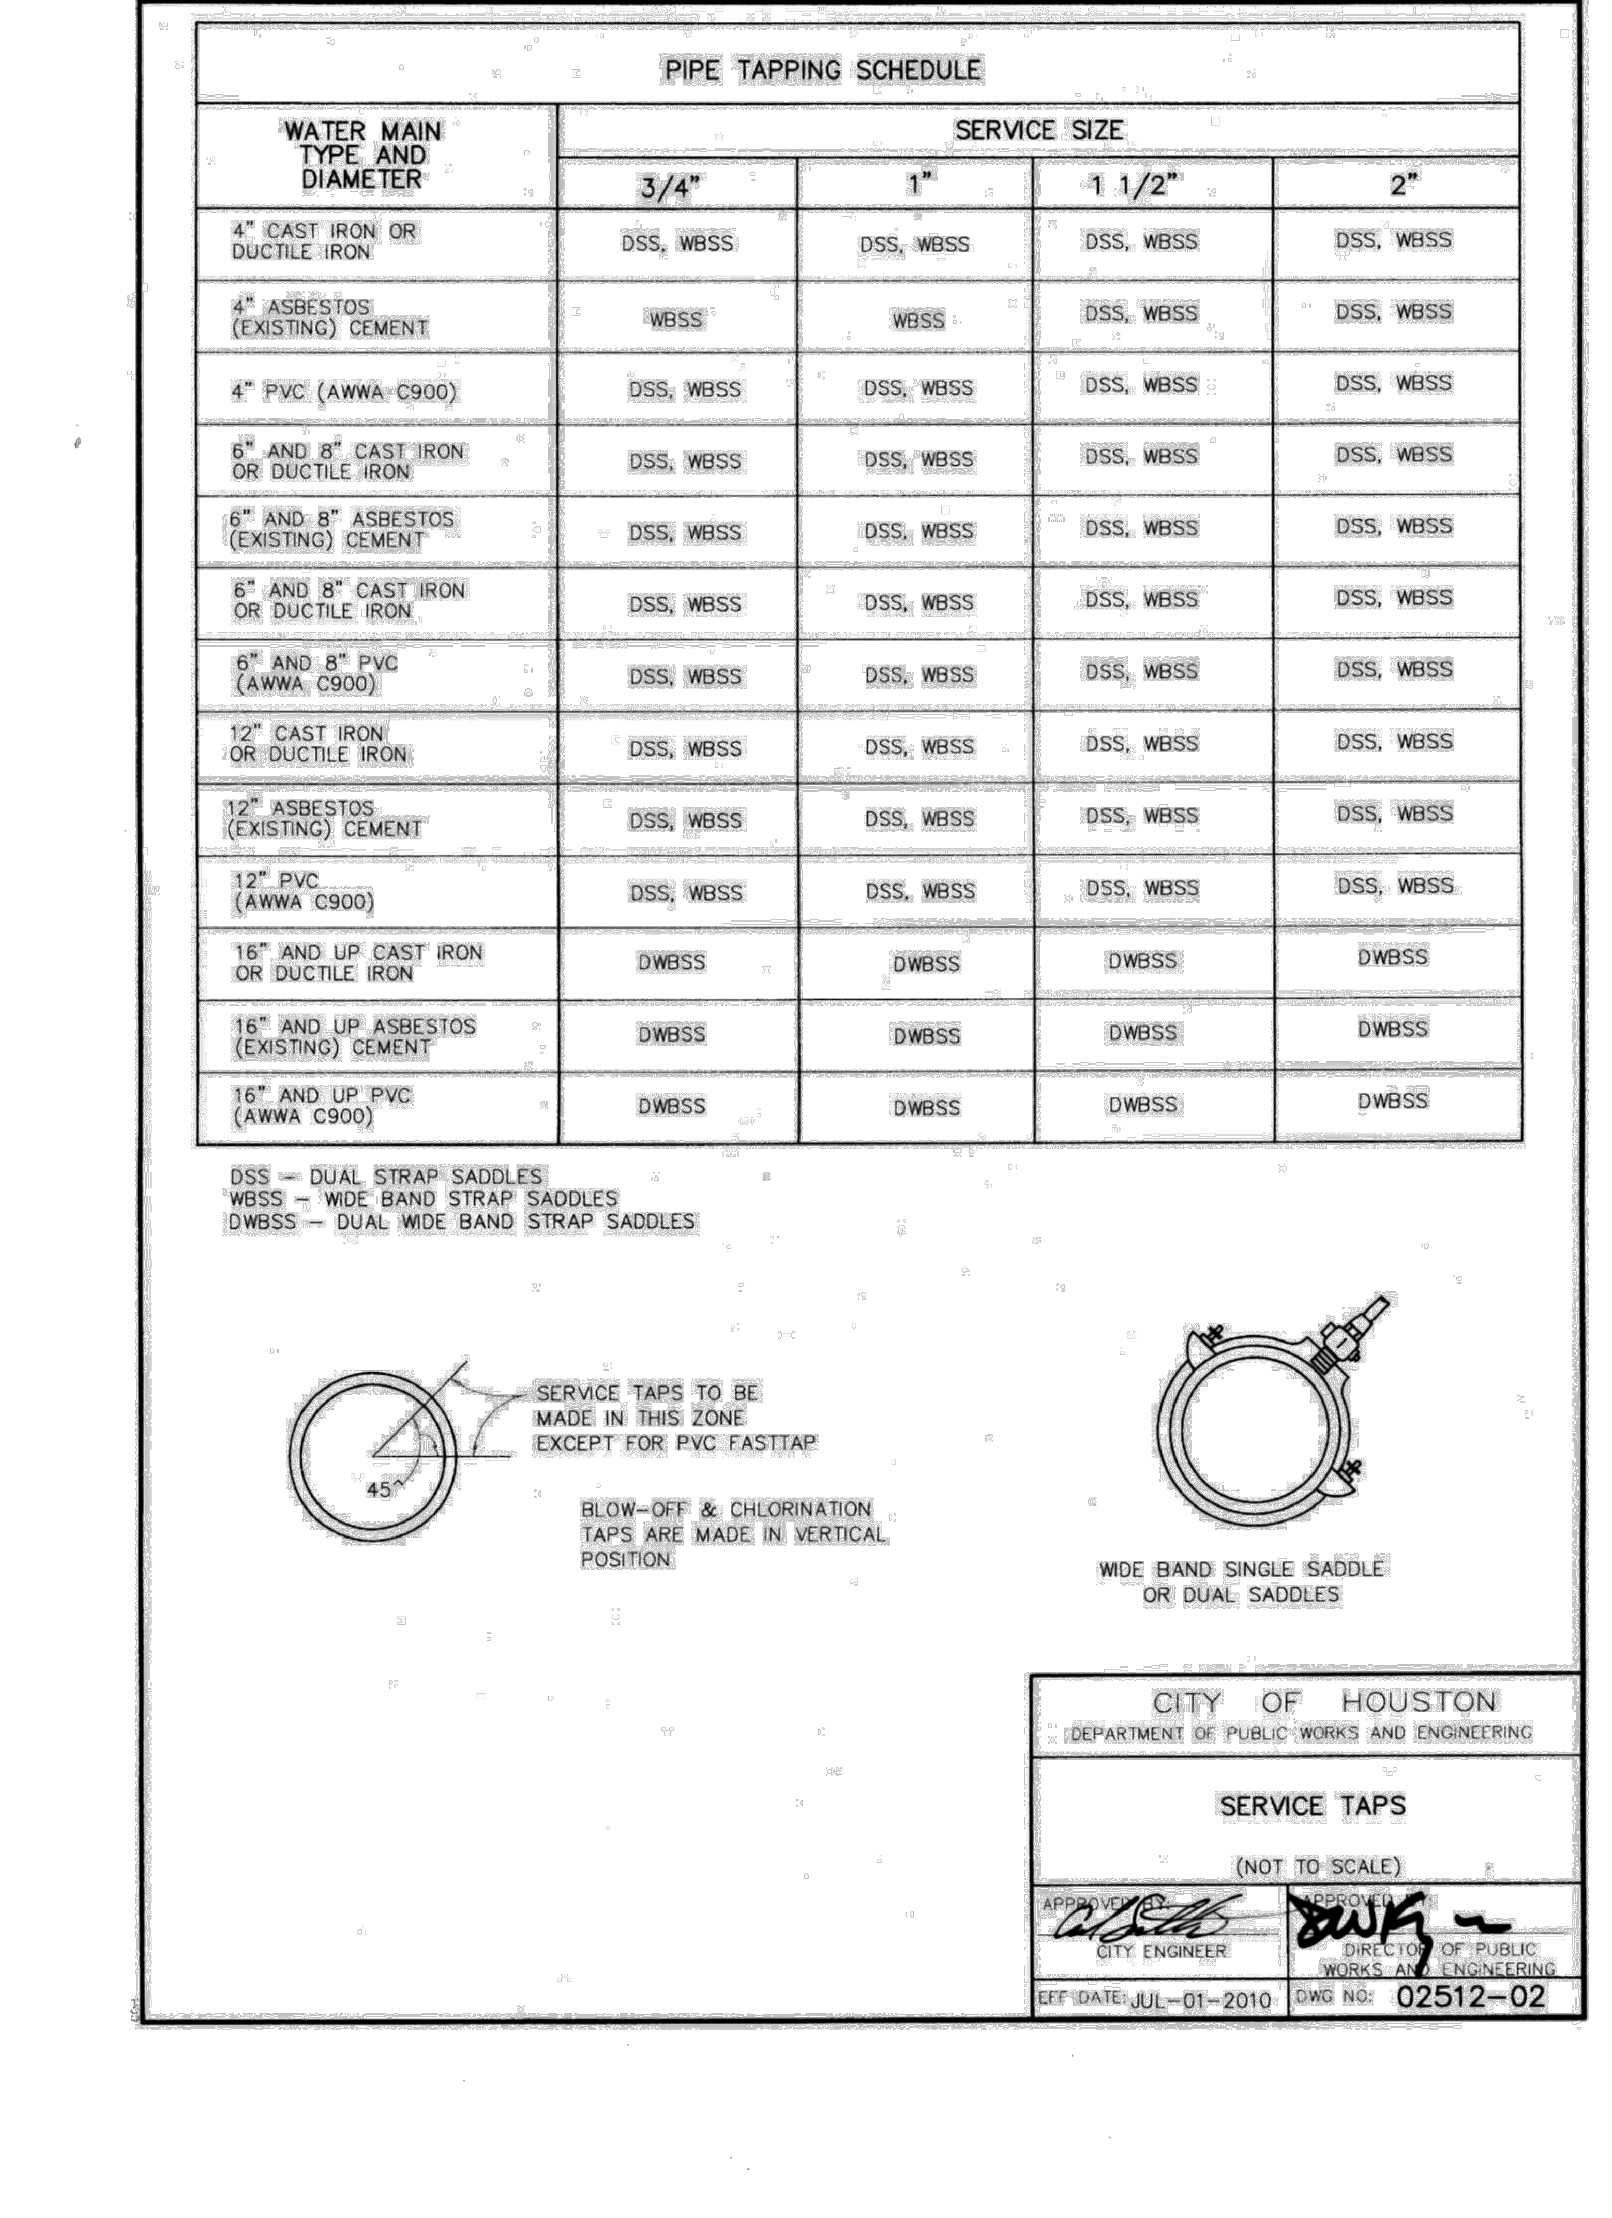 PIPE TAPPING SCHEDULE
WATER MAIN
TYPE AND
DIAMETER
SERVICE SIZE
3/4" 1" 1 1/2" 2"
4" CAST IRON OR
DUCTILE IRON
DSS, WBSS DSS, WBSS DSS, WBSS DSS, WBSS
4" ASBESTOS
(EXISTING) CEMENT
WBSS WBSS DSS, WBSS DSS, WBSS
4" PVC (AWWA C900) DSS, WBSS DSS, WBSS DSS, WBSS DSS, WBSS
6" AND 8" CAST IRON
OR DUCTILE IRON
DSS, WBSS DSS, WBSS DSS, WBSS DSS, WBSS
6" AND 8" ASBESTOS
(EXISTING) CEMENT
DSS, WBSS DSS, WBSS DSS, WBSS DSS, WBSS
6" AND 8" CAST IRON
OR DUCTILE IRON
DSS, WBSS DSS, WBSS DSS, WBSS DSS, WBSS
6" AND 8" PVC
(AWWA C900)
DSS, WBSS DSS, WBSS DSS, WBSS DSS, WBSS
12" CAST IRON
OR DUCTILE IRON
DSS, WBSS DSS, WBSS DSS, WBSS DSS, WBSS
12" ASBESTOS
(EXISTING) CEMENT
DSS, WBSS DSS, WBSS DSS, WBSS DSS, WBSS
12" PVC
(AWWA C900)
DSS, WBSS DSS, WBSS DSS, WBSS DSS, WBSS
16" AND UP CAST IRON
OR DUCTILE IRON
DWBSS DWBSS DWBSS DWBSS
16" AND UP ASBESTOS
(EXISTING) CEMENT
DWBSS DWBSS DWBSS DWBSS
16" AND UP PVC
(AWWA C900)
DWBSS DWBSS DWBSS DWBSS
DSS – DUAL STRAP SADDLES
WBSS – WIDE BAND STRAP SADDLES
DWBSS – DUAL WIDE BAND STRAP SADDLES
SERVICE TAPS TO BE
MADE IN THIS ZONE
EXCEPT FOR PVC FASTTAP
45^
BLOW-OFF & CHLORINATION
TAPS ARE MADE IN VERTICAL
POSITION
WIDE BAND SINGLE SADDLE
OR DUAL SADDLES
CITY OF HOUSTON
DEPARTMENT OF PUBLIC WORKS AND ENGINEERING
SERVICE TAPS
(NOT TO SCALE)
APPROVED BY:
CITY ENGINEER
APPROVED BY:
DIRECTOR OF PUBLIC
WORKS AND ENGINEERING
EFF DATE: JUL-01-2010
DWG NO: 02512-02